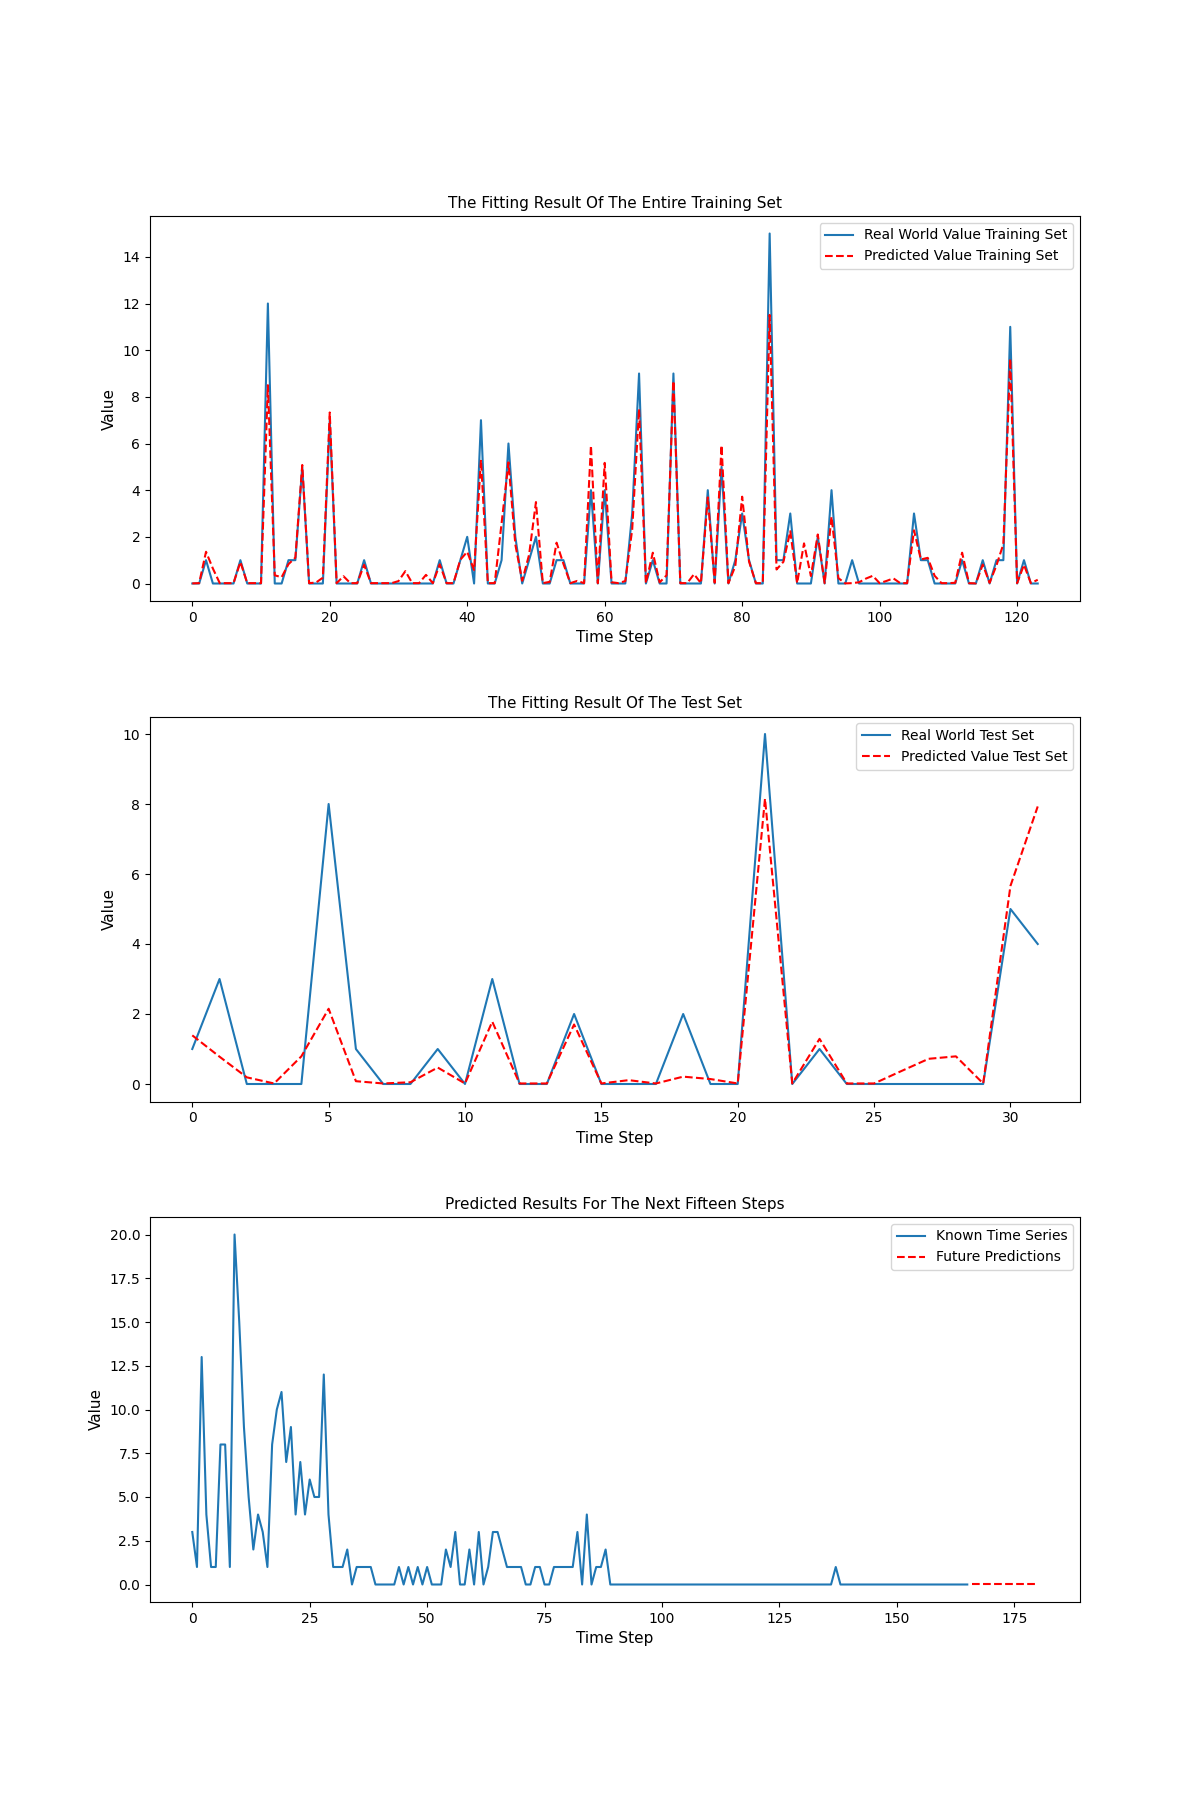 The Fitting Result Of The Entire Training Set
Real World Value Training Set
Predicted Value Training Set
Value
14
12
10
8
6
4
2
0
0 20 40 60 80 100 120
Time Step
The Fitting Result Of The Test Set
Real World Test Set
Predicted Value Test Set
Value
10
8
6
4
2
0
0 5 10 15 20 25 30
Time Step
Predicted Results For The Next Fifteen Steps
Known Time Series
Future Predictions
Value
20.0
17.5
15.0
12.5
10.0
7.5
5.0
2.5
0.0
0 25 50 75 100 125 150 175
Time Step